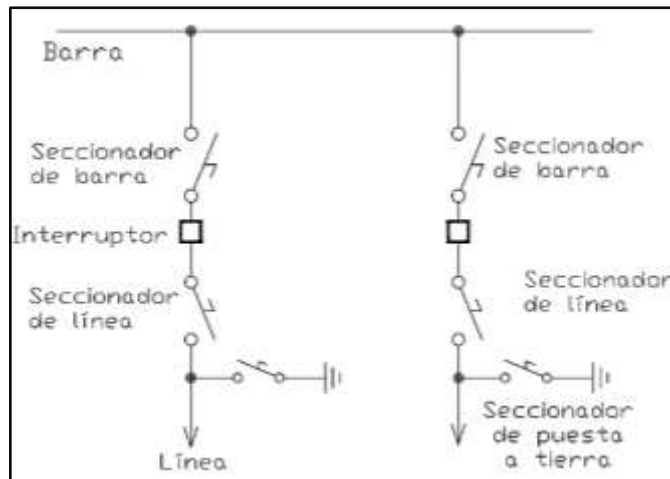 Barra
Seccionador
de barra
Seccionador
de barra
Interruptor
Seccionador
de línea
Seccionador
de línea
Línea
Seccionador
de puesta
a tierra